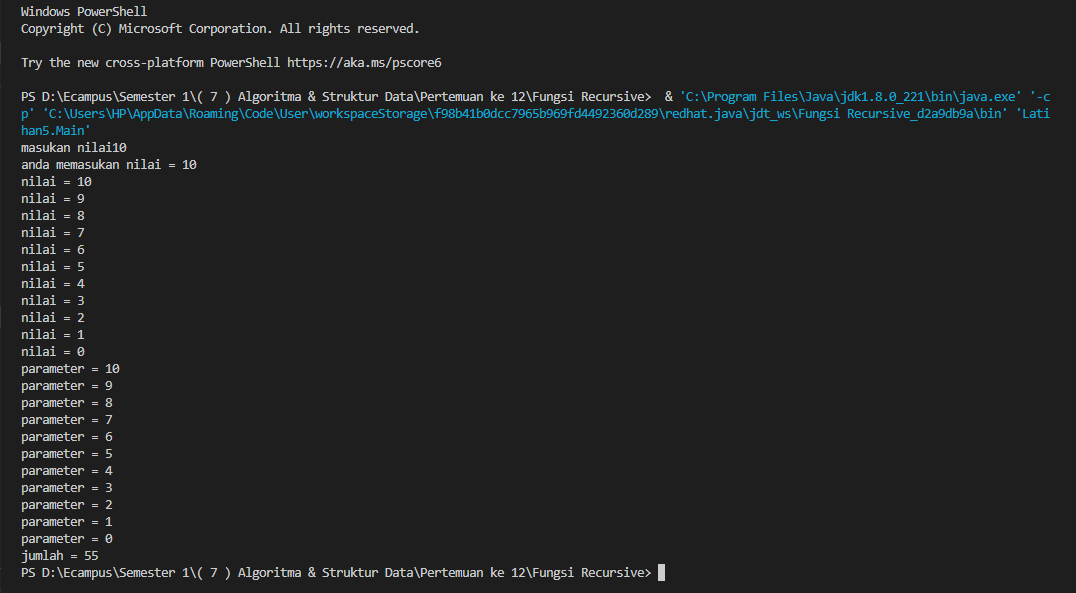 Windows PowerShell
Copyright (C) Microsoft Corporation. All rights reserved.
Try the new cross-platform PowerShell https://aka.ms/pscore6
PS D:\Ecampus\Semester 1\( 7 ) Algoritma & Struktur Data\Pertemuan ke 12\Fungsi Recursive>  & 'C:\Program Files\Java\jdk1.8.0_221\bin\java.exe' '-c
p' 'C:\Users\HP\AppData\Roaming\Code\User\workspaceStorage\f98b41b0dcc7965b969fd4492360d289\redhat.java\jdt_ws\Fungsi Recursive_d2a9db9a\bin' 'Lati
han5.Main'
masukan nilai10
anda memasukan nilai = 10
nilai = 10
nilai = 9
nilai = 8
nilai = 7
nilai = 6
nilai = 5
nilai = 4
nilai = 3
nilai = 2
nilai = 1
nilai = 0
parameter = 10
parameter = 9
parameter = 8
parameter = 7
parameter = 6
parameter = 5
parameter = 4
parameter = 3
parameter = 2
parameter = 1
parameter = 0
jumlah = 55
PS D:\Ecampus\Semester 1\( 7 ) Algoritma & Struktur Data\Pertemuan ke 12\Fungsi Recursive>